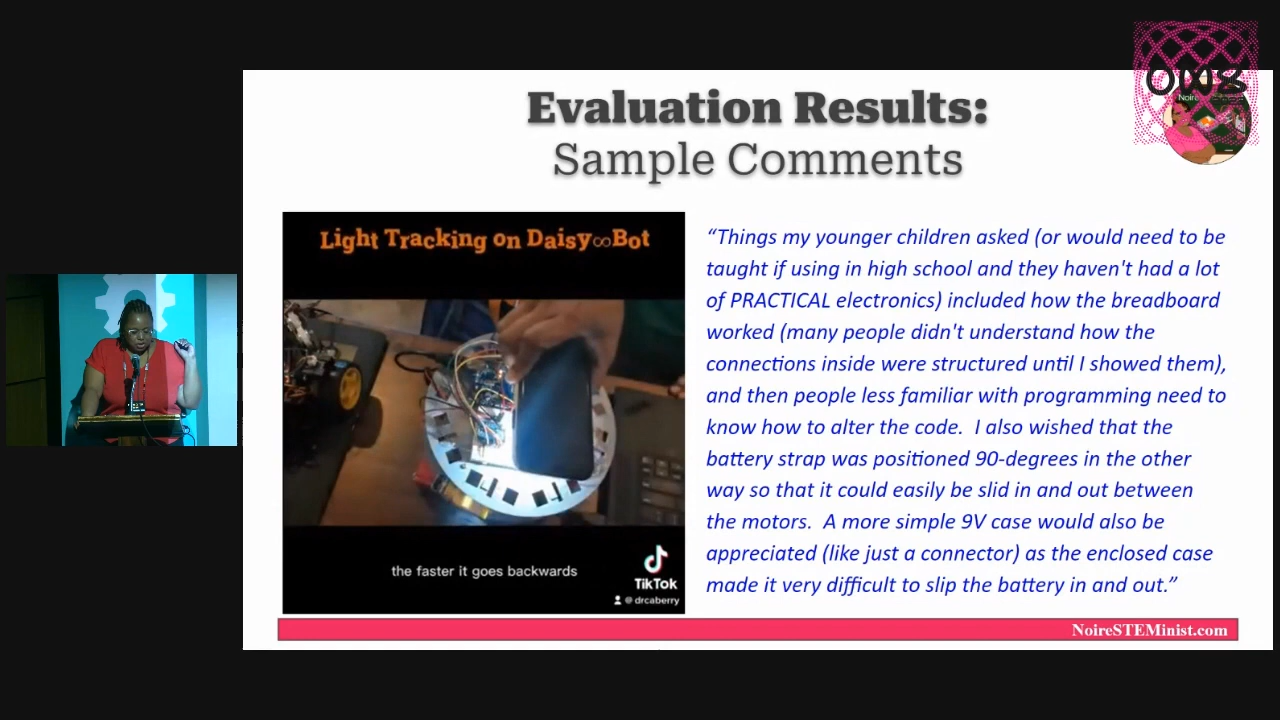 OWS
Noire
Evaluation Results:
Sample Comments
Light Tracking on Daisy∞Bot
the faster it goes backwards
TikTok
@drcaberry
“Things my younger children asked (or would need to be
taught if using in high school and they haven't had a lot
of PRACTICAL electronics) included how the breadboard
worked (many people didn't understand how the
connections inside were structured until I showed them),
and then people less familiar with programming need to
know how to alter the code. I also wished that the
battery strap was positioned 90-degrees in the other
way so that it could easily be slid in and out between
the motors. A more simple 9V case would also be
appreciated (like just a connector) as the enclosed case
made it very difficult to slip the battery in and out.”
NoireSTEMinist.com